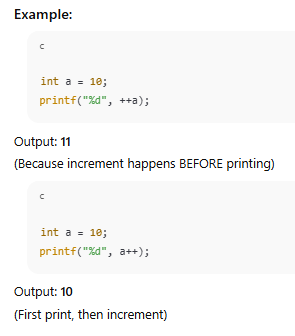 Example:
c
int a = 10;
printf("%d", ++a);
Output: 11
(Because increment happens BEFORE printing)
c
int a = 10;
printf("%d", a++);
Output: 10
(First print, then increment)